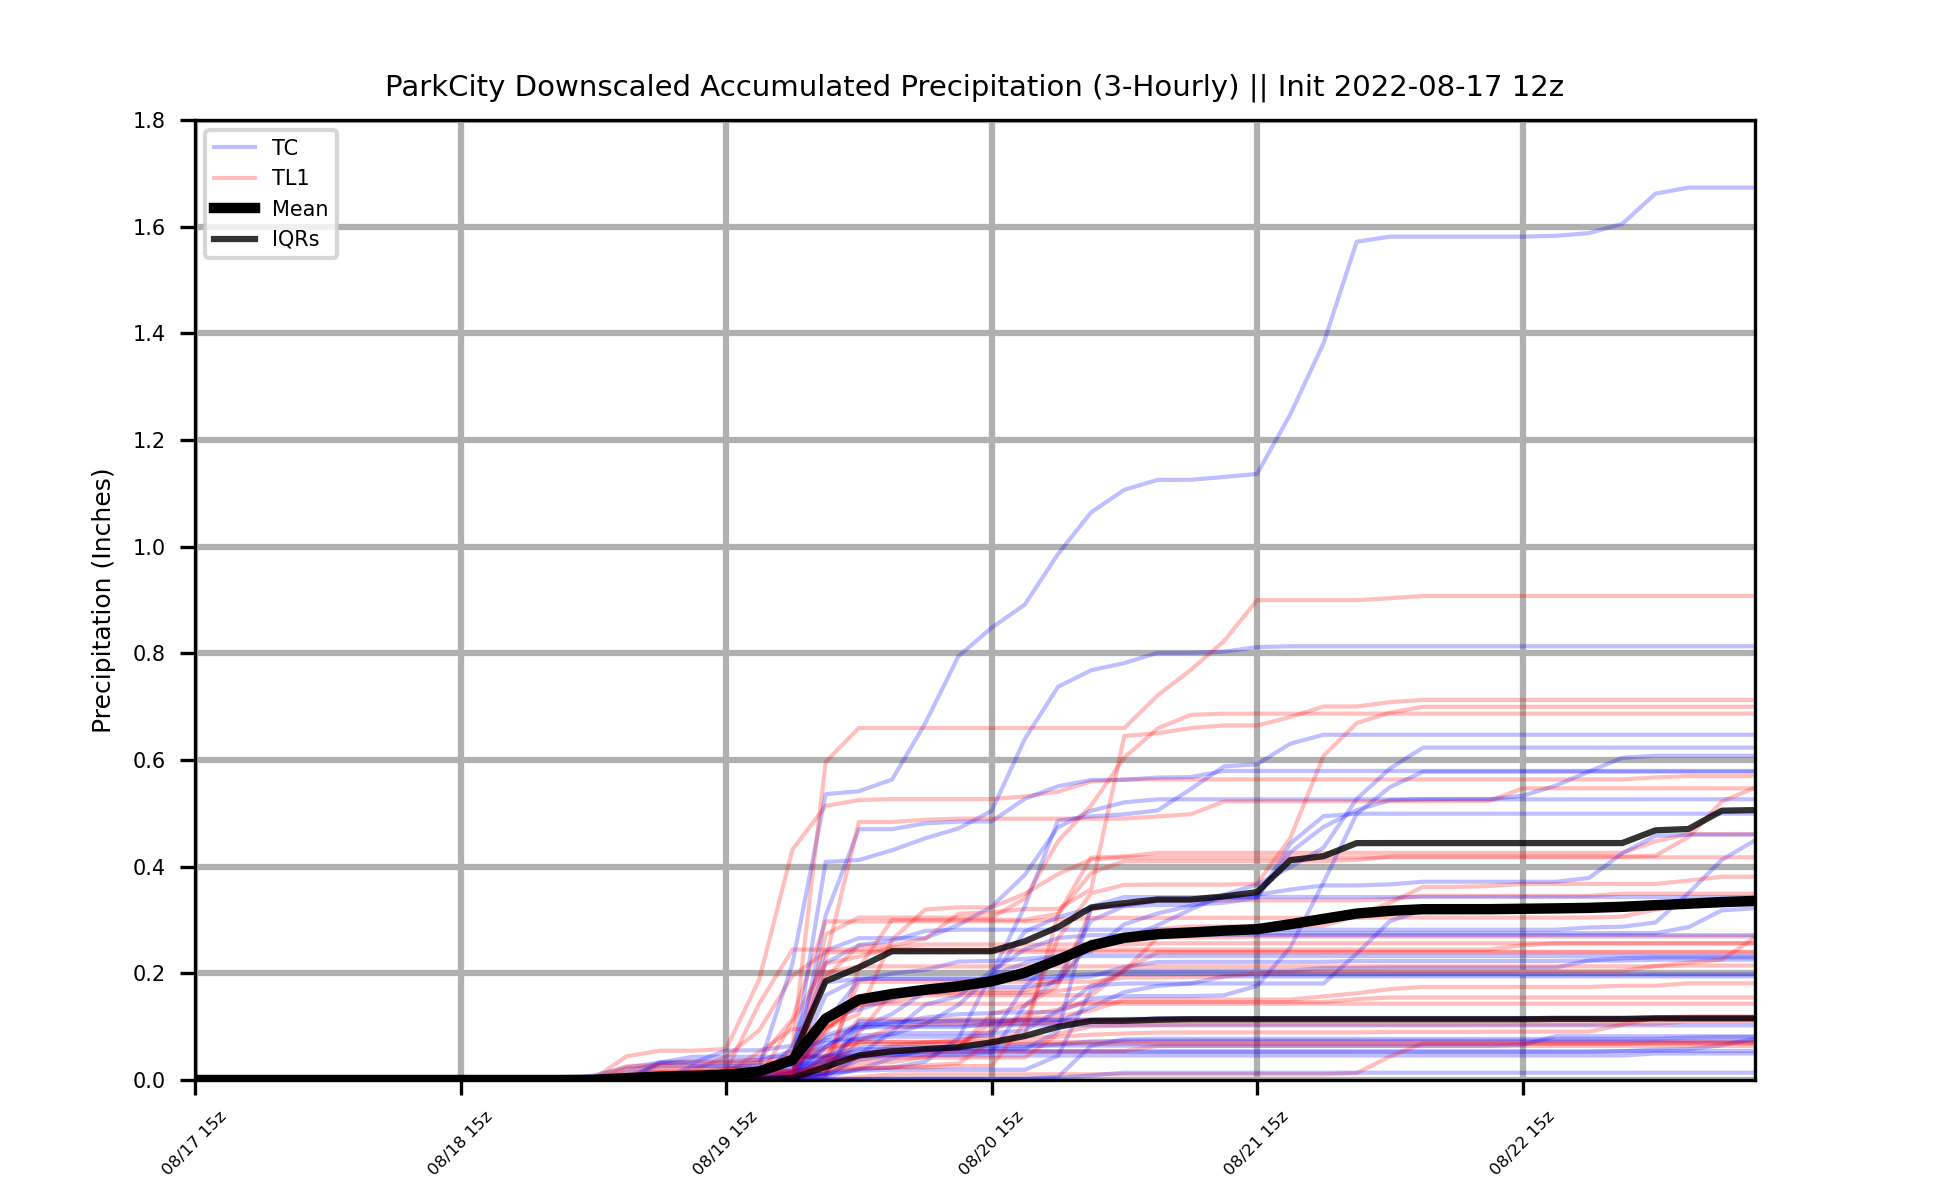 ParkCity Downscaled Accumulated Precipitation (3-Hourly) || Init 2022-08-17 12z
TC
TL1
Mean
IQRs
Precipitation (Inches)
1.8
1.6
1.4
1.2
1.0
0.8
0.6
0.4
0.2
0.0
08/17 15z
08/18 15z
08/19 15z
08/20 15z
08/21 15z
08/22 15z